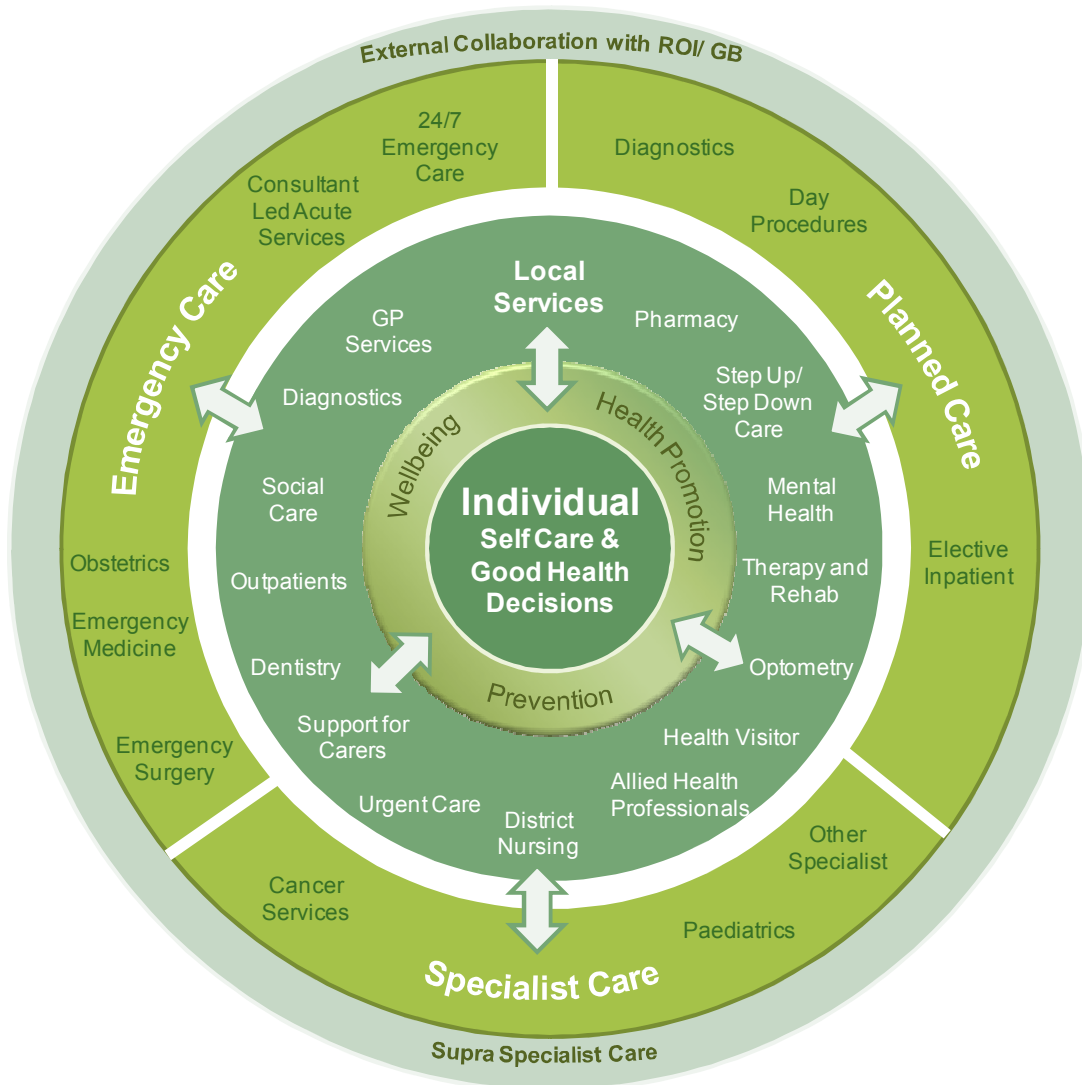 External Collaboration with ROI/ GB
24/7
Emergency
Care
Consultant
Led Acute
Services
Emergency Care
Obstetrics
Emergency
Medicine
Emergency
Surgery
Diagnostics
Day
Procedures
Planned Care
Elective
Inpatient
Other
Specialist
Paediatrics
Cancer
Services
Specialist Care
Supra Specialist Care
Local
Services
GP
Services
Diagnostics
Social
Care
Outpatients
Dentistry
Support for
Carers
Urgent Care
District
Nursing
Pharmacy
Step Up/
Step Down
Care
Mental
Health
Therapy and
Rehab
Optometry
Health Visitor
Allied Health
Professionals
Wellbeing
Health Promotion
Prevention
Individual
Self Care &
Good Health
Decisions